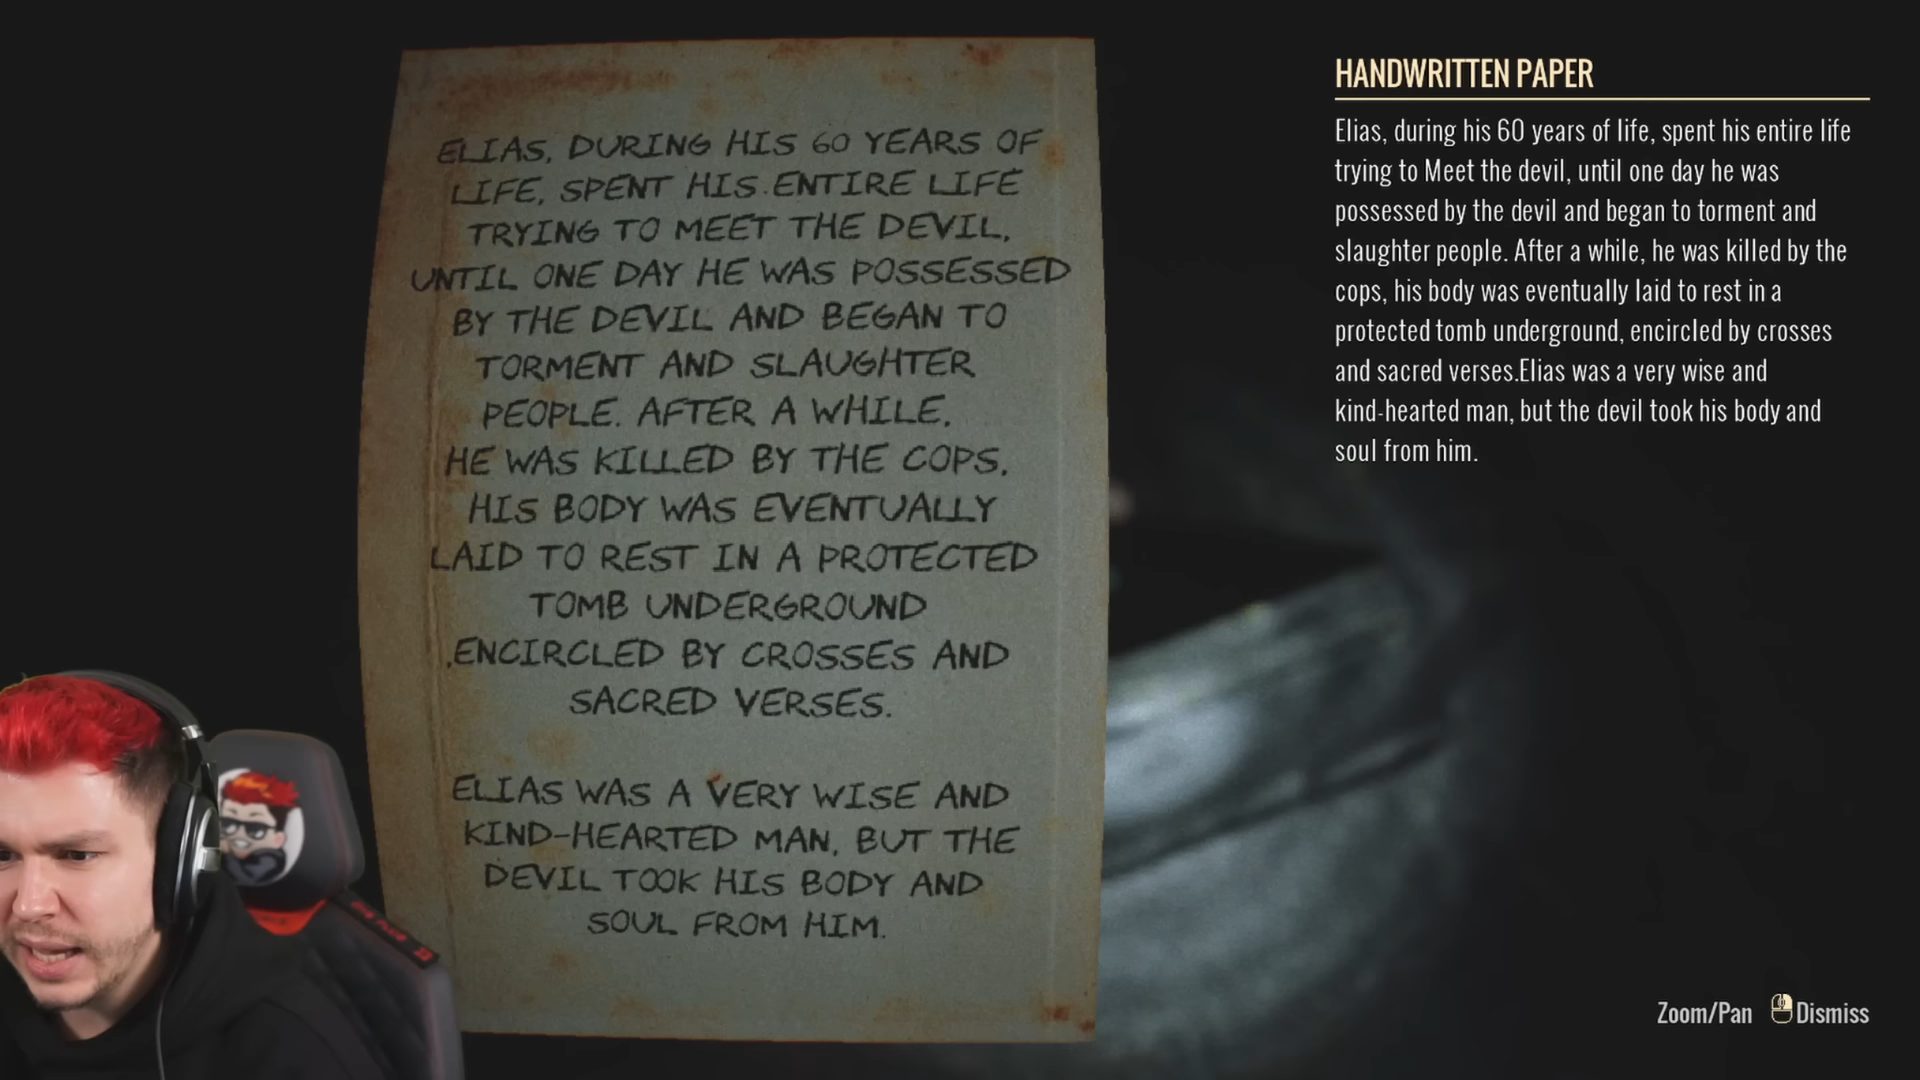 ELIAS, DURING HIS 60 YEARS OF
LIFE, SPENT HIS ENTIRE LIFE
TRYING TO MEET THE DEVIL,
UNTIL ONE DAY HE WAS POSSESSED
BY THE DEVIL AND BEGAN TO
TORMENT AND SLAUGHTER
PEOPLE. AFTER A WHILE,
HE WAS KILLED BY THE COPS,
HIS BODY WAS EVENTUALLY
LAID TO REST IN A PROTECTED
TOMB UNDERGROUND
,ENCIRCLED BY CROSSES AND
SACRED VERSES.
ELIAS WAS A VERY WISE AND
KIND-HEARTED MAN, BUT THE
DEVIL TOOK HIS BODY AND
SOUL FROM HIM.
HANDWRITTEN PAPER
Elias, during his 60 years of life, spent his entire life
trying to Meet the devil, until one day he was
possessed by the devil and began to torment and
slaughter people. After a while, he was killed by the
cops, his body was eventually laid to rest in a
protected tomb underground, encircled by crosses
and sacred verses.Elias was a very wise and
kind-hearted man, but the devil took his body and
soul from him.
Zoom/Pan Dismiss